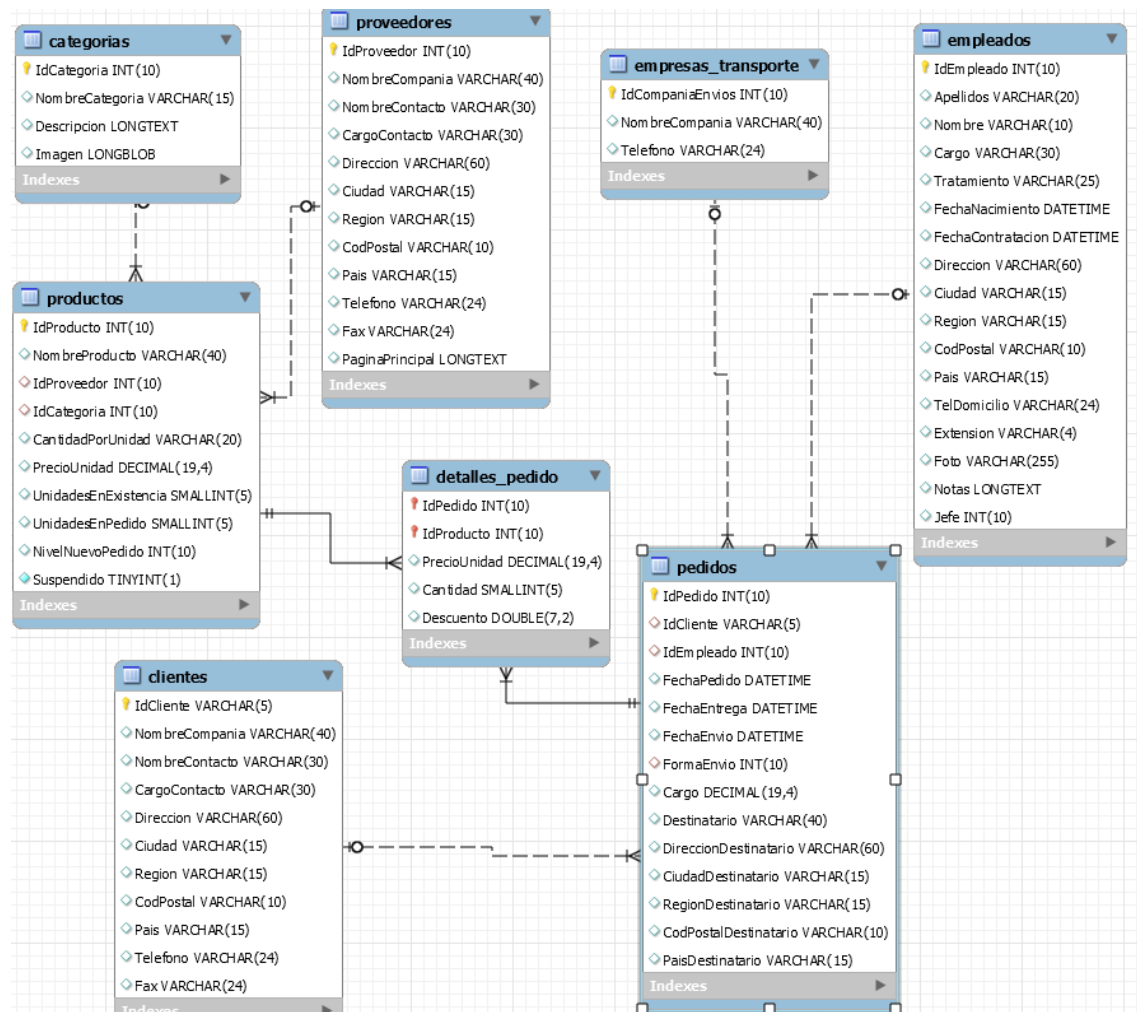 categorias
IdCategoria INT(10)
NombreCategoria VARCHAR(15)
Descripcion LONGTEXT
Imagen LONGBLOB
Indexes
proveedores
IdProveedor INT(10)
NombreCompania VARCHAR(40)
NombreContacto VARCHAR(30)
CargoContacto VARCHAR(30)
Direccion VARCHAR(60)
Ciudad VARCHAR(15)
Region VARCHAR(15)
CodPostal VARCHAR(10)
Pais VARCHAR(15)
Telefono VARCHAR(24)
Fax VARCHAR(24)
PaginaPrincipal LONGTEXT
Indexes
empresas_transporte
IdCompaniaEnvios INT(10)
NombreCompania VARCHAR(40)
Telefono VARCHAR(24)
Indexes
empleados
IdEmpleado INT(10)
Apellidos VARCHAR(20)
Nombre VARCHAR(10)
Cargo VARCHAR(30)
Tratamiento VARCHAR(25)
FechaNacimiento DATETIME
FechaContratacion DATETIME
Direccion VARCHAR(60)
Ciudad VARCHAR(15)
Region VARCHAR(15)
CodPostal VARCHAR(10)
Pais VARCHAR(15)
TelDomicilio VARCHAR(24)
Extension VARCHAR(4)
Foto VARCHAR(255)
Notas LONGTEXT
Jefe INT(10)
Indexes
productos
IdProducto INT(10)
NombreProducto VARCHAR(40)
IdProveedor INT(10)
IdCategoria INT(10)
CantidadPorUnidad VARCHAR(20)
PrecioUnidad DECIMAL(19,4)
UnidadesEnExistencia SMALLINT(5)
UnidadesEnPedido SMALLINT(5)
NivelNuevoPedido INT(10)
Suspendido TINYINT(1)
Indexes
detalles_pedido
IdPedido INT(10)
IdProducto INT(10)
PrecioUnidad DECIMAL(19,4)
Cantidad SMALLINT(5)
Descuento DOUBLE(7,2)
Indexes
pedidos
IdPedido INT(10)
IdCliente VARCHAR(5)
IdEmpleado INT(10)
FechaPedido DATETIME
FechaEntrega DATETIME
FechaEnvio DATETIME
FormaEnvio INT(10)
Cargo DECIMAL(19,4)
Destinatario VARCHAR(40)
DireccionDestinatario VARCHAR(60)
CiudadDestinatario VARCHAR(15)
RegionDestinatario VARCHAR(15)
CodPostalDestinatario VARCHAR(10)
PaisDestinatario VARCHAR(15)
Indexes
clientes
IdCliente VARCHAR(5)
NombreCompania VARCHAR(40)
NombreContacto VARCHAR(30)
CargoContacto VARCHAR(30)
Direccion VARCHAR(60)
Ciudad VARCHAR(15)
Region VARCHAR(15)
CodPostal VARCHAR(10)
Pais VARCHAR(15)
Telefono VARCHAR(24)
Fax VARCHAR(24)
Indexes